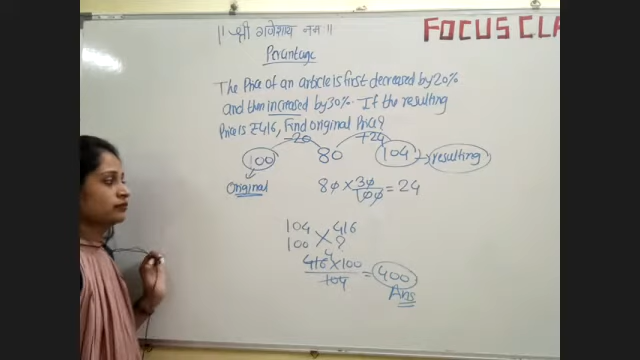 || श्री गणेशाय नमः ||
FOCUS CLA
Percentage
The Price of an article is first decreased by 20%
and then increased by 30%. If the resulting
Price is ₹416, Find original Price?
-20 +24
100 80 104 → resulting
Original
80 × 30/100 = 24
104 416
100 ?
4
416 × 100 / 104 = 400
Ans